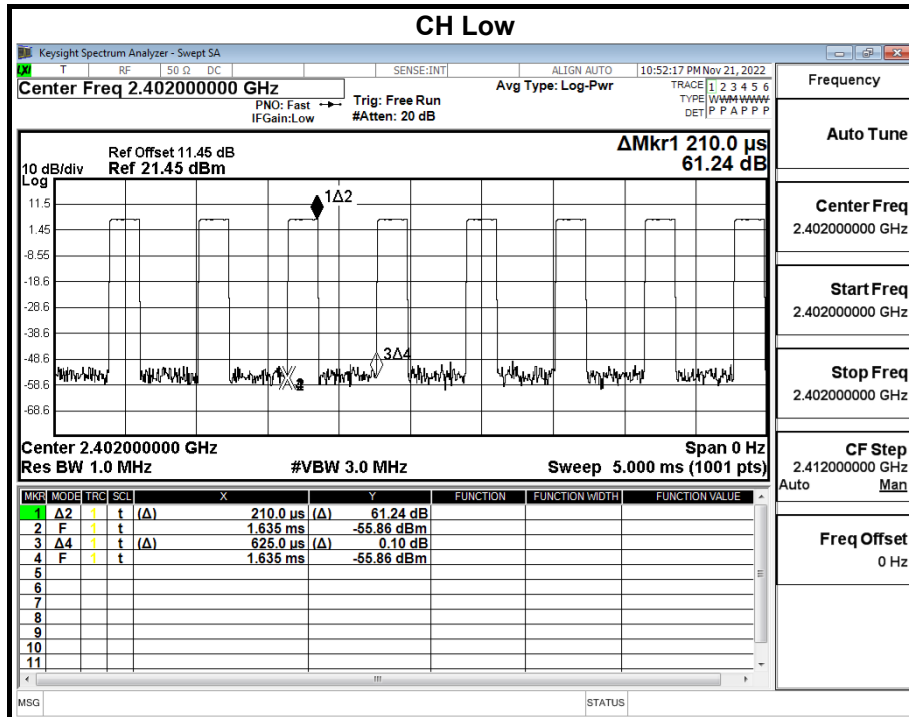 CH Low
Keysight Spectrum Analyzer - Swept SA
LXI T RF 50 Ω DC SENSE:INT ALIGN AUTO 10:52:17 PM Nov 21, 2022
Center Freq 2.402000000 GHz
Avg Type: Log-Pwr
TRACE 1 2 3 4 5 6
PNO: Fast Trig: Free Run
TYPE W W M W W W W
IFGain:Low #Atten: 20 dB
DET P P A P P P
ΔMkr1 210.0 µs
61.24 dB
Ref Offset 11.45 dB
10 dB/div Ref 21.45 dBm
Log
1Δ2
11.5
1.45
-8.55
-18.6
-28.6
-38.6
-48.6
3Δ4
-58.6
-68.6
Center 2.402000000 GHz Span 0 Hz
Res BW 1.0 MHz #VBW 3.0 MHz Sweep 5.000 ms (1001 pts)
MKR MODE TRC SCL X Y FUNCTION FUNCTION WIDTH FUNCTION VALUE
1 Δ2 1 t (Δ) 210.0 µs (Δ) 61.24 dB
2 F 1 t 1.635 ms -55.86 dBm
3 Δ4 1 t (Δ) 625.0 µs (Δ) 0.10 dB
4 F 1 t 1.635 ms -55.86 dBm
5
6
7
8
9
10
11
MSG STATUS
Frequency
Auto Tune
Center Freq
2.402000000 GHz
Start Freq
2.402000000 GHz
Stop Freq
2.402000000 GHz
CF Step
2.412000000 GHz
Auto Man
Freq Offset
0 Hz